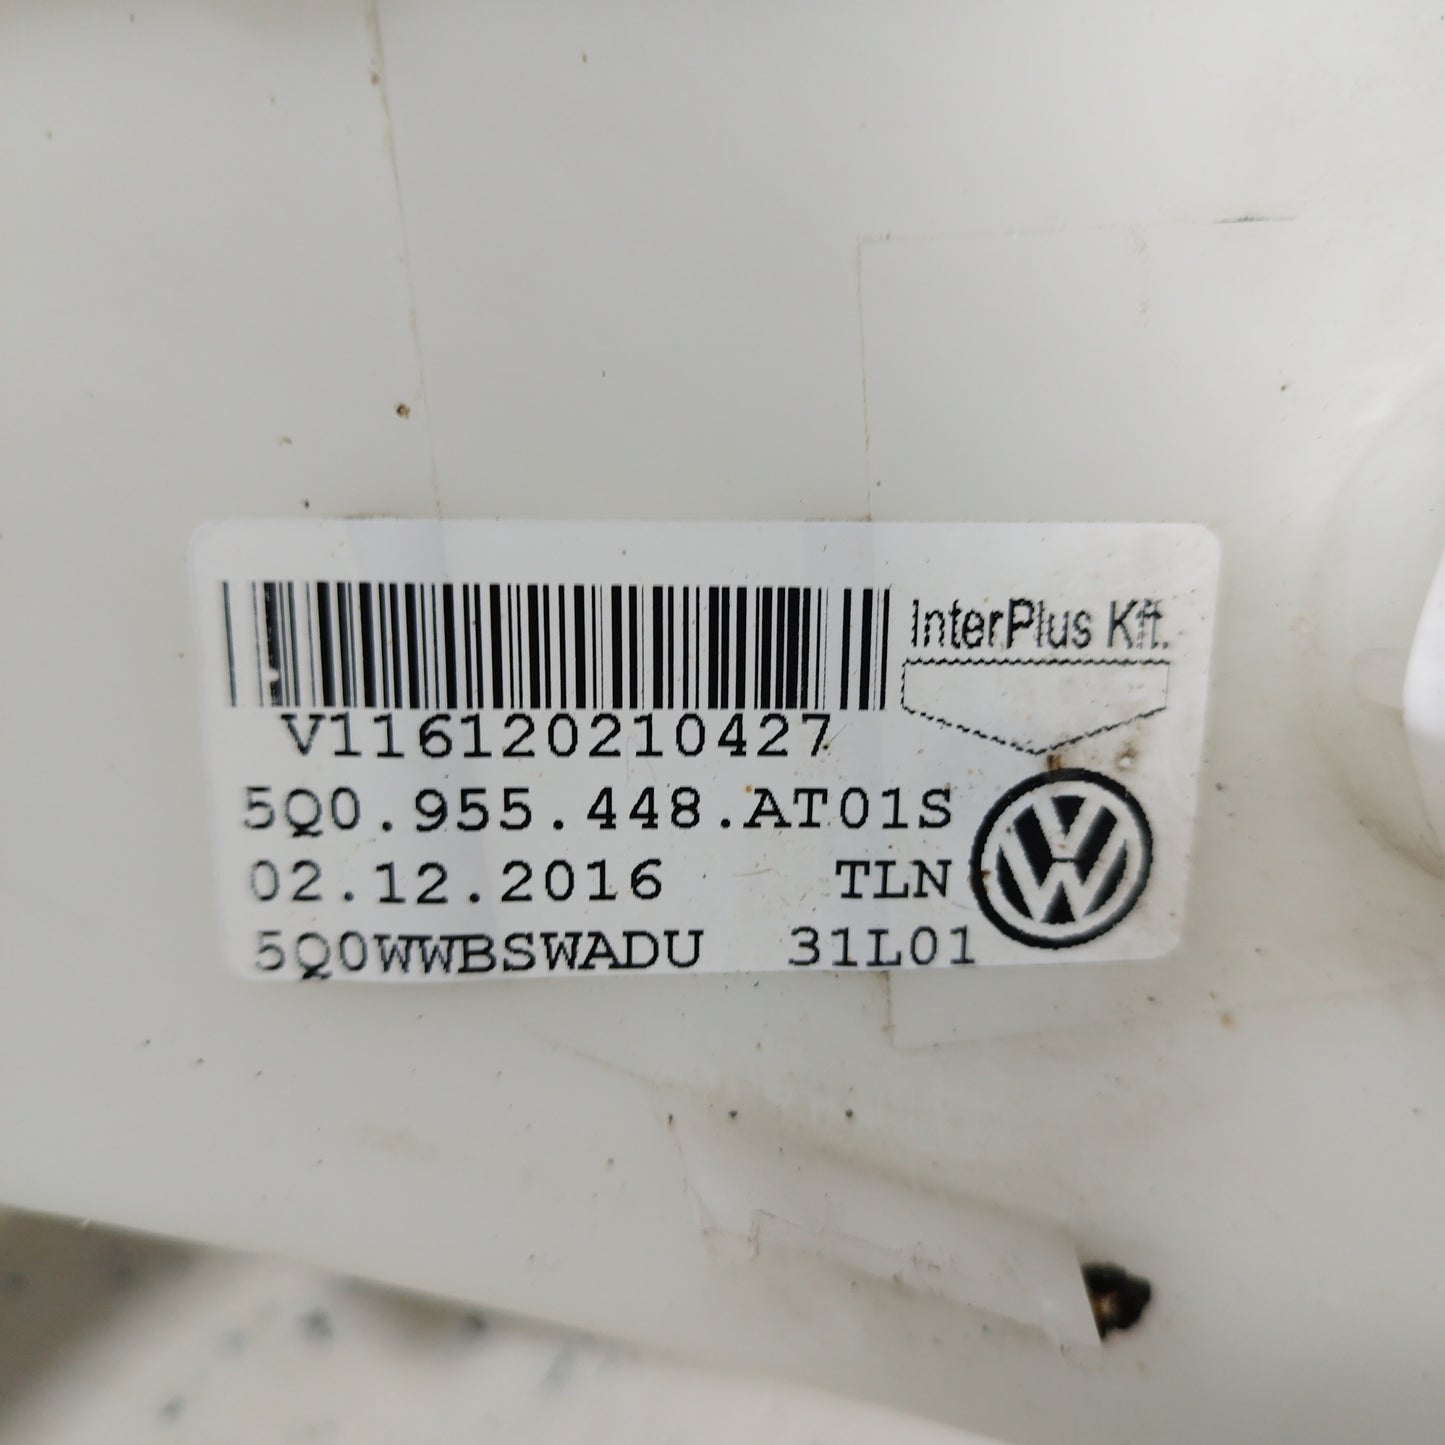 InterPlus Kft.
V116120210427
5Q0.955.448.AT01S
02.12.2016 TLN
5Q0WWBSWADU 31L01